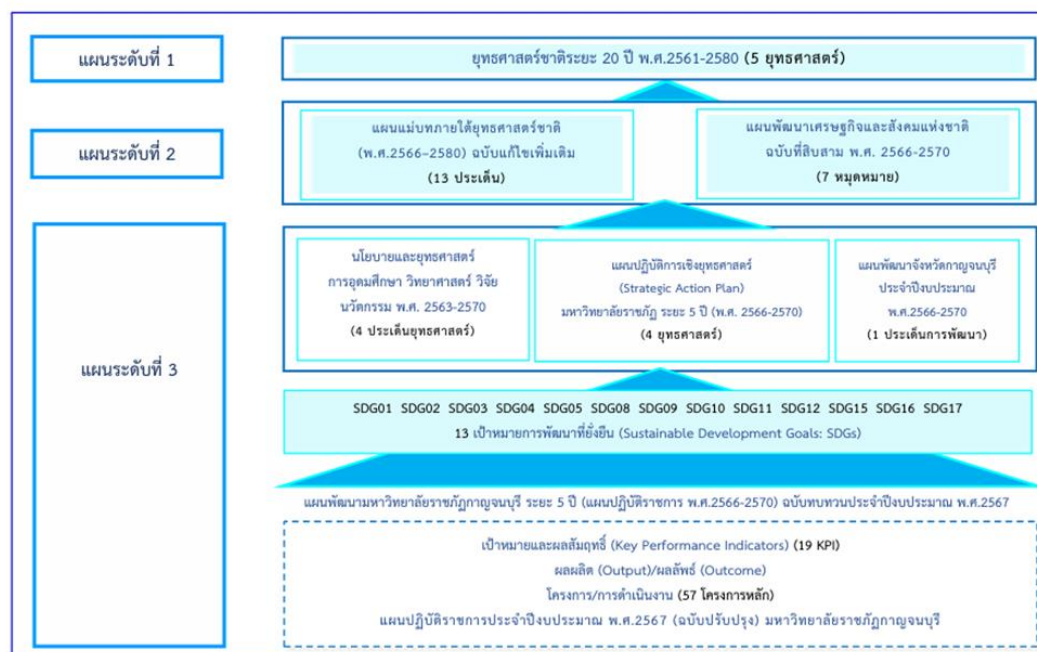 แผนระดับที่ 1
ยุทธศาสตร์ชาติระยะ 20 ปี พ.ศ.2561-2580 (5 ยุทธศาสตร์)
แผนระดับที่ 2
แผนแม่บทภายใต้ยุทธศาสตร์ชาติ
(พ.ศ.2566–2580) ฉบับแก้ไขเพิ่มเติม
(13 ประเด็น)
แผนพัฒนาเศรษฐกิจและสังคมแห่งชาติ
ฉบับที่สิบสาม พ.ศ. 2566-2570
(7 หมุดหมาย)
แผนระดับที่ 3
นโยบายและยุทธศาสตร์
การอุดมศึกษา วิทยาศาสตร์ วิจัย
นวัตกรรม พ.ศ. 2563-2570
(4 ประเด็นยุทธศาสตร์)
แผนปฏิบัติการเชิงยุทธศาสตร์
(Strategic Action Plan)
มหาวิทยาลัยราชภัฏ ระยะ 5 ปี (พ.ศ. 2566-2570)
(4 ยุทธศาสตร์)
แผนพัฒนาจังหวัดกาญจนบุรี
ประจำปีงบประมาณ
พ.ศ.2566-2570
(1 ประเด็นการพัฒนา)
SDG01 SDG02 SDG03 SDG04 SDG05 SDG08 SDG09 SDG10 SDG11 SDG12 SDG15 SDG16 SDG17
13 เป้าหมายการพัฒนาที่ยั่งยืน (Sustainable Development Goals: SDGs)
แผนพัฒนามหาวิทยาลัยราชภัฏกาญจนบุรี ระยะ 5 ปี (แผนปฏิบัติราชการ พ.ศ.2566-2570) ฉบับทบทวนประจำปีงบประมาณ พ.ศ.2567
เป้าหมายและผลสัมฤทธิ์ (Key Performance Indicators) (19 KPI)
ผลผลิต (Output)/ผลลัพธ์ (Outcome)
โครงการ/การดำเนินงาน (57 โครงการหลัก)
แผนปฏิบัติราชการประจำปีงบประมาณ พ.ศ.2567 (ฉบับปรับปรุง) มหาวิทยาลัยราชภัฏกาญจนบุรี